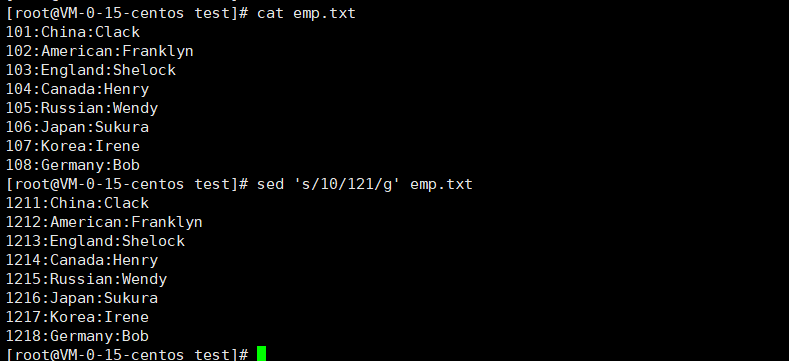 [root@VM-0-15-centos test]# cat emp.txt
101:China:Clack
102:American:Franklyn
103:England:Shelock
104:Canada:Henry
105:Russian:Wendy
106:Japan:Sukura
107:Korea:Irene
108:Germany:Bob
[root@VM-0-15-centos test]# sed 's/10/121/g' emp.txt
1211:China:Clack
1212:American:Franklyn
1213:England:Shelock
1214:Canada:Henry
1215:Russian:Wendy
1216:Japan:Sukura
1217:Korea:Irene
1218:Germany:Bob
[root@VM-0-15-centos test]#